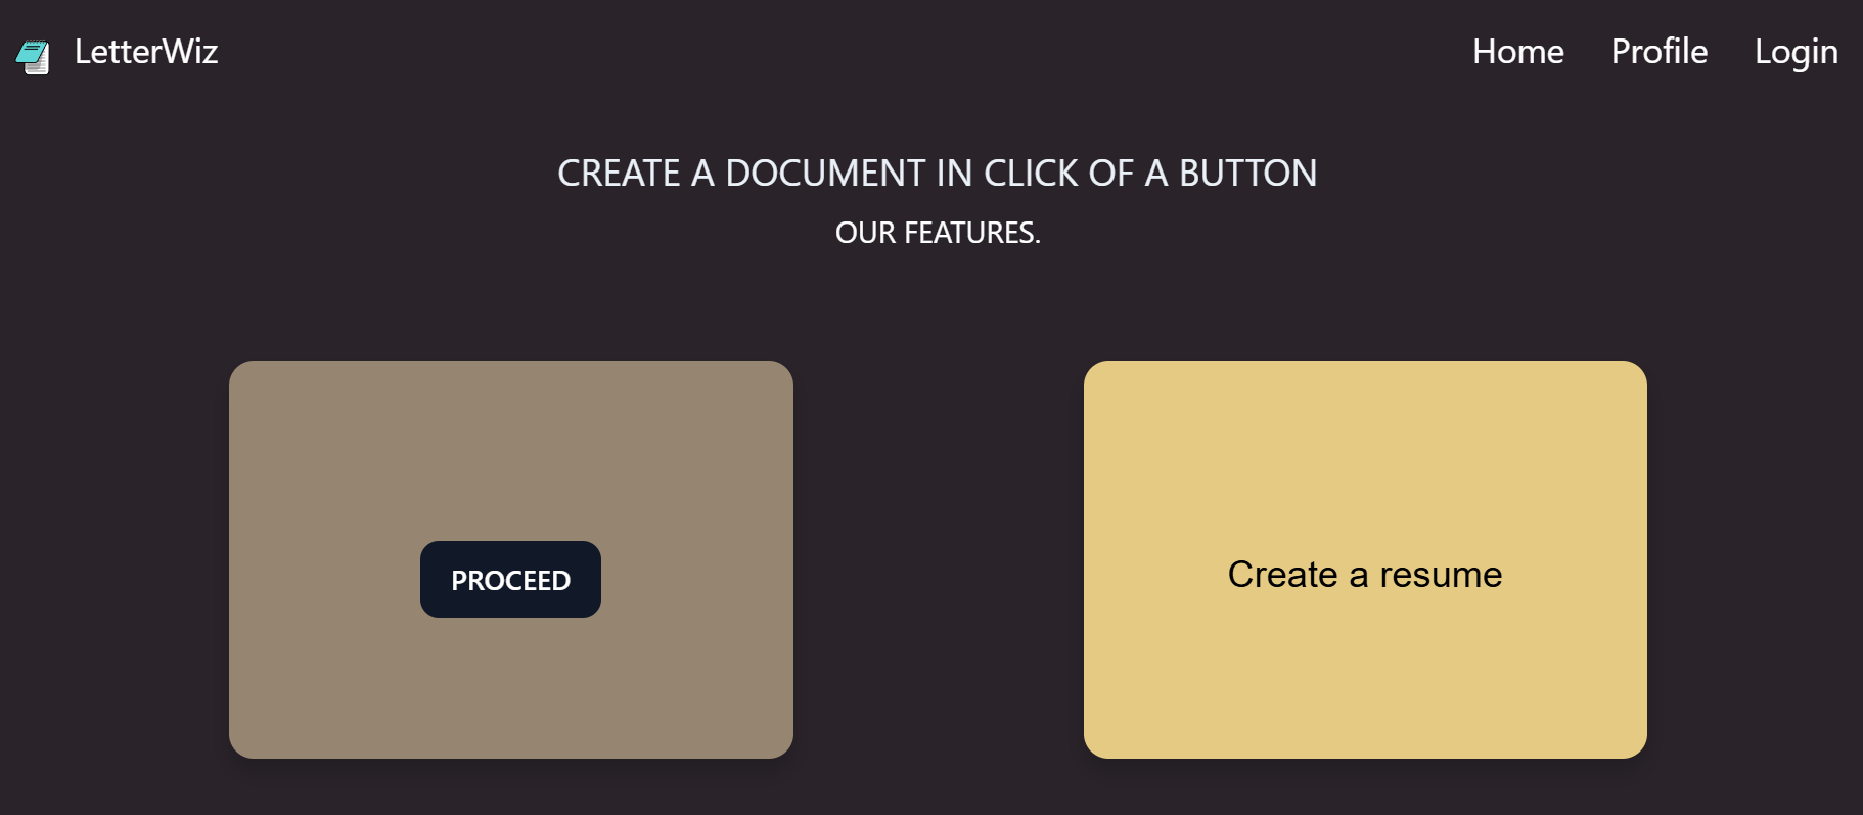 LetterWiz
Home Profile Login
CREATE A DOCUMENT IN CLICK OF A BUTTON
OUR FEATURES.
PROCEED
Create a resume